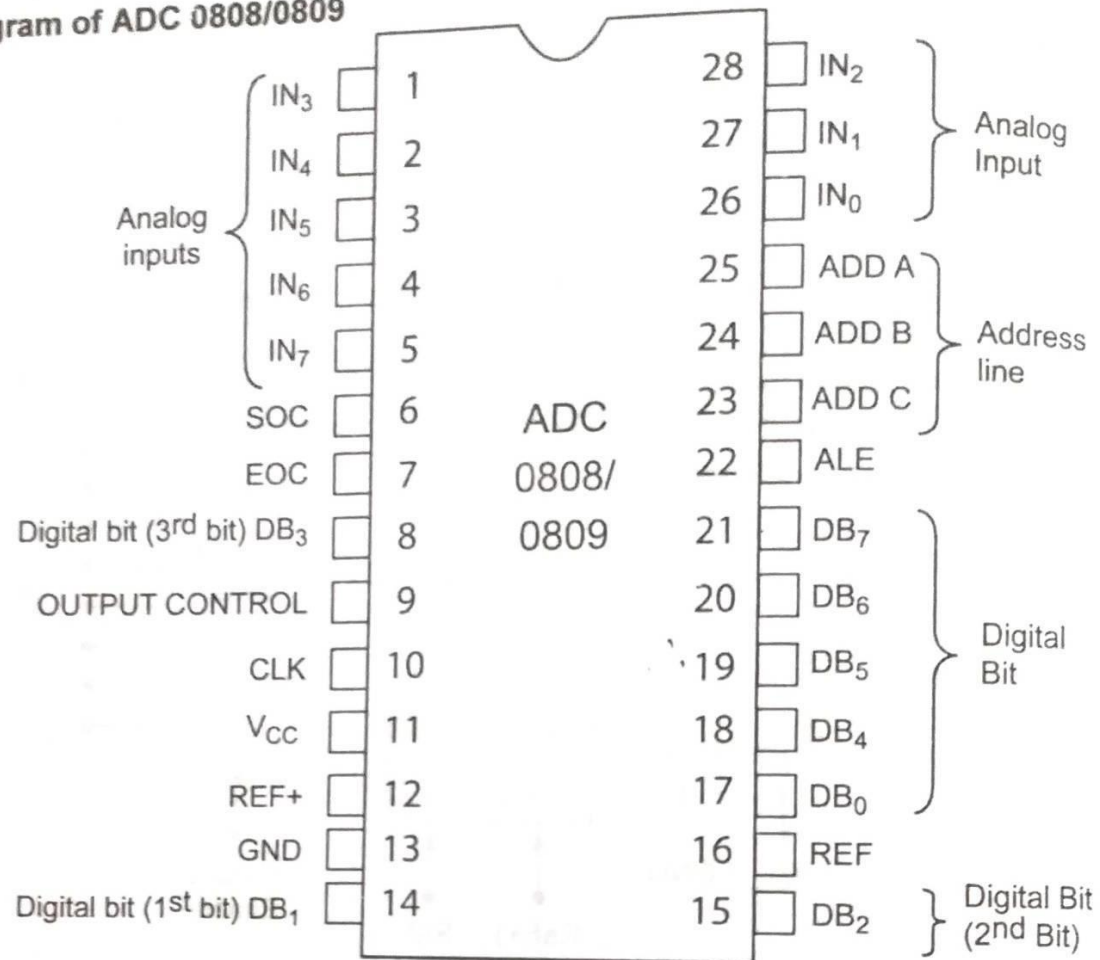 gram of ADC 0808/0809
Analog
inputs
IN₃ 1
IN₄ 2
IN₅ 3
IN₆ 4
IN₇ 5
SOC 6
EOC 7
Digital bit (3rd bit) DB₃ 8
OUTPUT CONTROL 9
CLK 10
VCC 11
REF+ 12
GND 13
Digital bit (1st bit) DB₁ 14
ADC
0808/
0809
28 IN₂
27 IN₁
26 IN₀
Analog
Input
25 ADD A
24 ADD B
23 ADD C
Address
line
22 ALE
21 DB₇
20 DB₆
19 DB₅
18 DB₄
17 DB₀
Digital
Bit
16 REF
15 DB₂
Digital Bit
(2nd Bit)